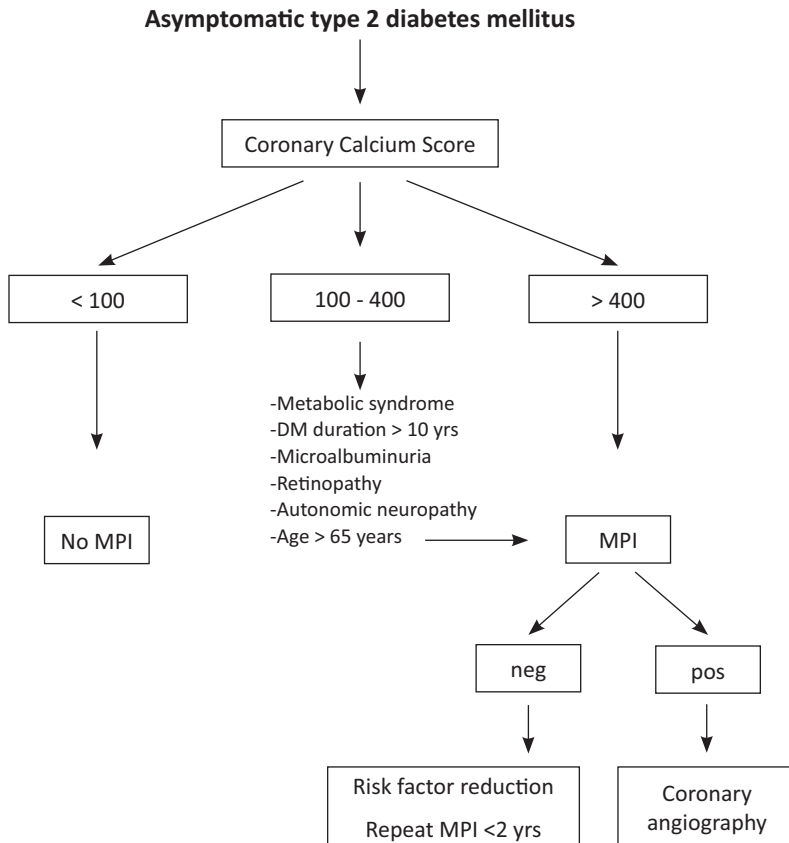 Asymptomatic type 2 diabetes mellitus
Coronary Calcium Score
< 100
100 - 400
> 400
-Metabolic syndrome
-DM duration > 10 yrs
-Microalbuminuria
-Retinopathy
-Autonomic neuropathy
-Age > 65 years
No MPI
MPI
neg
pos
Risk factor reduction
Repeat MPI <2 yrs
Coronary
angiography